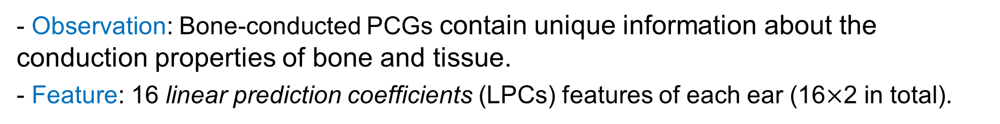 - Observation: Bone-conducted PCGs contain unique information about the
conduction properties of bone and tissue.
- Feature: 16 linear prediction coefficients (LPCs) features of each ear (16×2 in total).